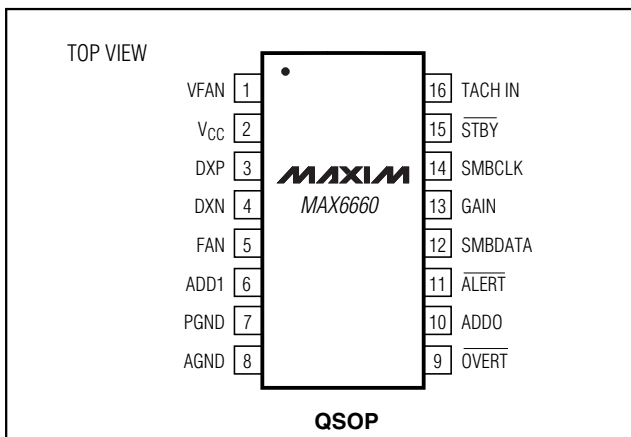 TOP VIEW
VFAN 1
VCC 2
DXP 3
DXN 4
FAN 5
ADD1 6
PGND 7
AGND 8
MAXIM
MAX6660
16 TACH IN
15 STBY
14 SMBCLK
13 GAIN
12 SMBDATA
11 ALERT
10 ADD0
9 OVERT
QSOP